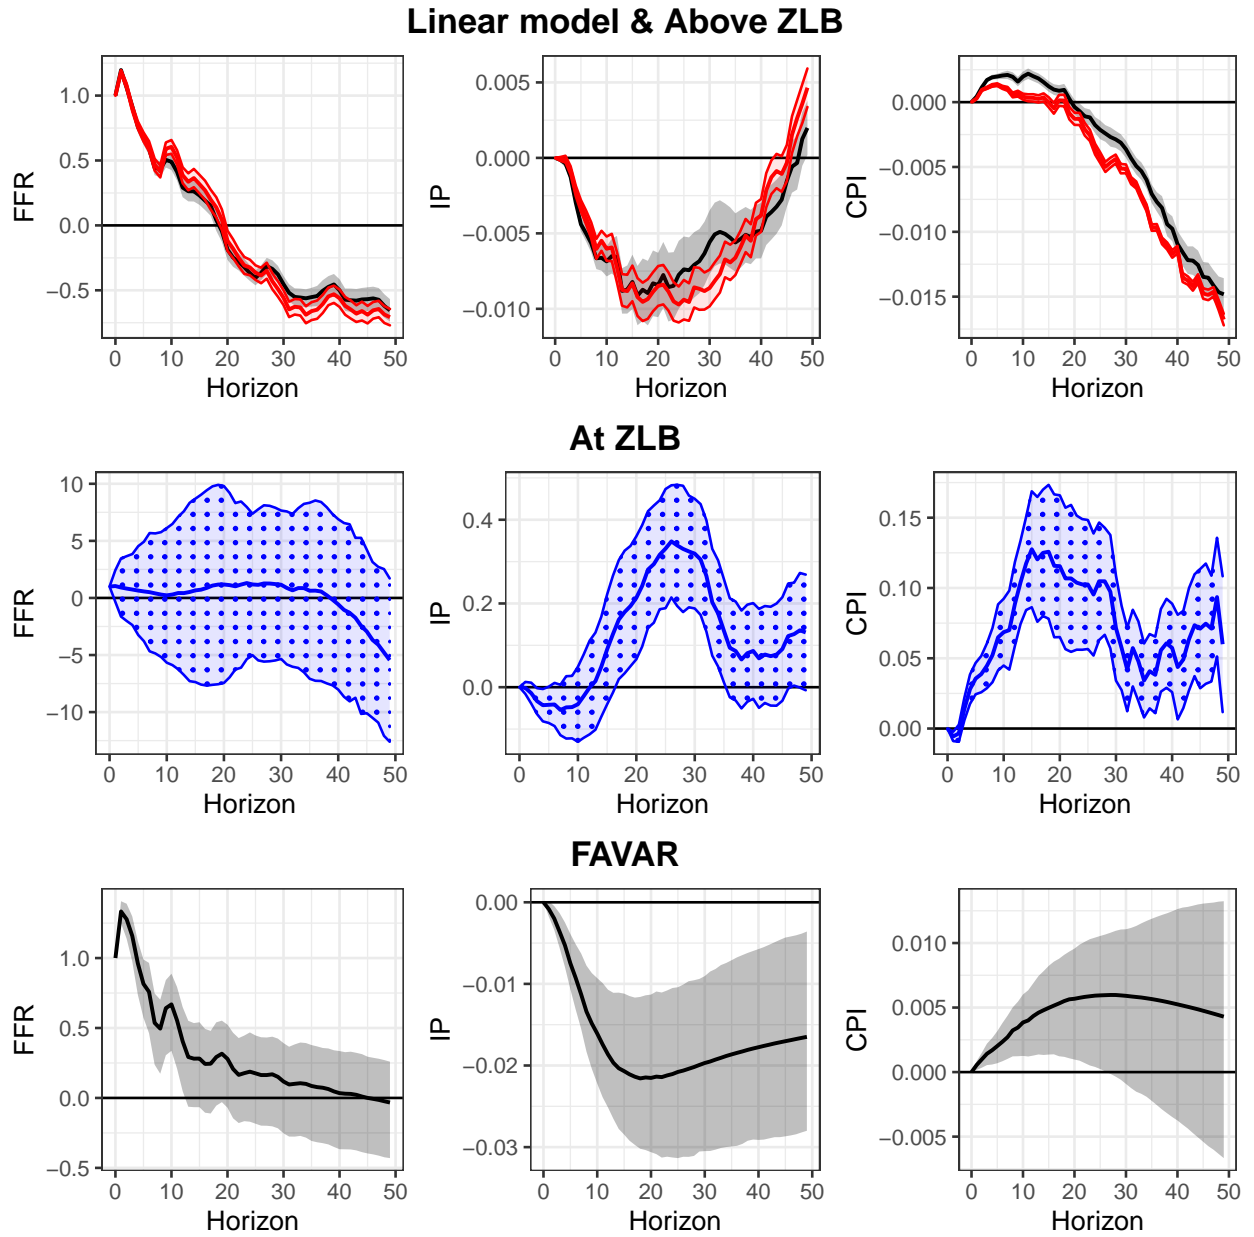 Linear model & Above ZLB
FFR
1.0
0.5
0.0
−0.5
0 10 20 30 40 50
Horizon
IP
0.005
0.000
−0.005
−0.010
0 10 20 30 40 50
Horizon
CPI
0.000
−0.005
−0.010
−0.015
0 10 20 30 40 50
Horizon
At ZLB
FFR
10
5
0
−5
−10
0 10 20 30 40 50
Horizon
IP
0.4
0.2
0.0
0 10 20 30 40 50
Horizon
CPI
0.15
0.10
0.05
0.00
0 10 20 30 40 50
Horizon
FAVAR
FFR
1.0
0.5
0.0
−0.5
0 10 20 30 40 50
Horizon
IP
0.00
−0.01
−0.02
−0.03
0 10 20 30 40 50
Horizon
CPI
0.010
0.005
0.000
−0.005
0 10 20 30 40 50
Horizon